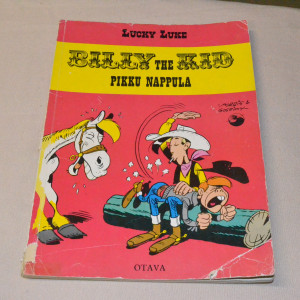 LUCKY LUKE
BILLY THE KID
PIKKU NAPPULA
OTAVA